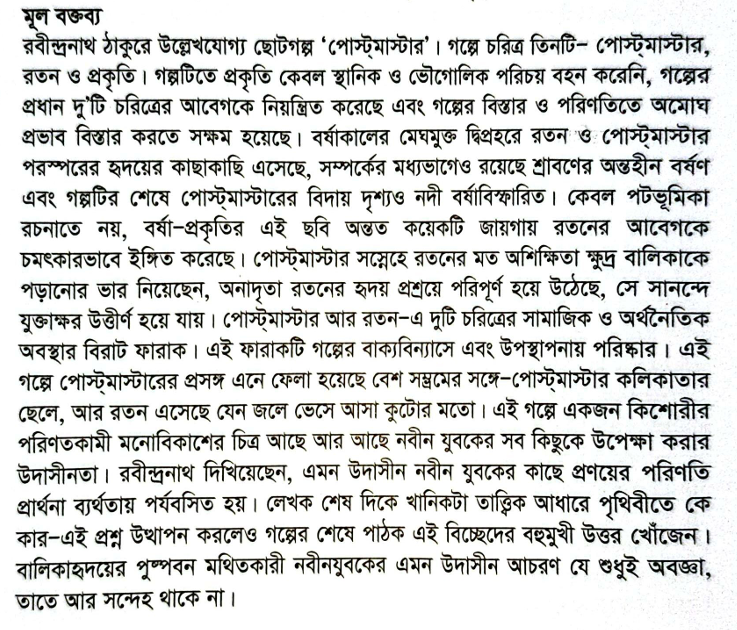 মূল বক্তব্য
রবীন্দ্রনাথ ঠাকুরে উল্লেখযোগ্য ছোটগল্প ‘পোস্ট্‌মাস্টার’। গল্পে চরিত্র তিনটি– পোস্ট্‌মাস্টার,
রতন ও প্রকৃতি। গল্পটিতে প্রকৃতি কেবল স্থানিক ও ভৌগোলিক পরিচয় বহন করেনি, গল্পের
প্রধান দু'টি চরিত্রের আবেগকে নিয়ন্ত্রিত করেছে এবং গল্পের বিস্তার ও পরিণতিতে অমোঘ
প্রভাব বিস্তার করতে সক্ষম হয়েছে। বর্ষাকালের মেঘমুক্ত দ্বিপ্রহরে রতন ও পোস্ট্‌মাস্টার
পরস্পরের হৃদয়ের কাছাকাছি এসেছে, সম্পর্কের মধ্যভাগেও রয়েছে শ্রাবণের অন্তহীন বর্ষণ
এবং গল্পটির শেষে পোস্ট্‌মাস্টারের বিদায় দৃশ্যও নদী বর্ষাবিস্ফারিত। কেবল পটভূমিকা
রচনাতে নয়, বর্ষা-প্রকৃতির এই ছবি অন্তত কয়েকটি জায়গায় রতনের আবেগকে
চমৎকারভাবে ইঙ্গিত করেছে। পোস্ট্‌মাস্টার সস্নেহে রতনের মত অশিক্ষিতা ক্ষুদ্র বালিকাকে
পড়ানোর ভার নিয়েছেন, অনাদৃতা রতনের হৃদয় প্রশ্রয়ে পরিপূর্ণ হয়ে উঠেছে, সে সানন্দে
যুক্তাক্ষর উত্তীর্ণ হয়ে যায়। পোস্ট্‌মাস্টার আর রতন-এ দুটি চরিত্রের সামাজিক ও অর্থনৈতিক
অবস্থার বিরাট ফারাক। এই ফারাকটি গল্পের বাক্যবিন্যাসে এবং উপস্থাপনায় পরিষ্কার। এই
গল্পে পোস্ট্‌মাস্টারের প্রসঙ্গ এনে ফেলা হয়েছে বেশ সম্ভ্রমের সঙ্গে-পোস্ট্‌মাস্টার কলিকাতার
ছেলে, আর রতন এসেছে যেন জলে ভেসে আসা কুটোর মতো। এই গল্পে একজন কিশোরীর
পরিণতকামী মনোবিকাশের চিত্র আছে আর আছে নবীন যুবকের সব কিছুকে উপেক্ষা করার
উদাসীনতা। রবীন্দ্রনাথ দিখিয়েছেন, এমন উদাসীন নবীন যুবকের কাছে প্রণয়ের পরিণতি
প্রার্থনা ব্যর্থতায় পর্যবসিত হয়। লেখক শেষ দিকে খানিকটা তাত্ত্বিক আধারে পৃথিবীতে কে
কার-এই প্রশ্ন উত্থাপন করলেও গল্পের শেষে পাঠক এই বিচ্ছেদের বহুমুখী উত্তর খোঁজেন।
বালিকাহৃদয়ের পুষ্পবন মথিতকারী নবীনযুবকের এমন উদাসীন আচরণ যে শুধুই অবজ্ঞা,
তাতে আর সন্দেহ থাকে না।